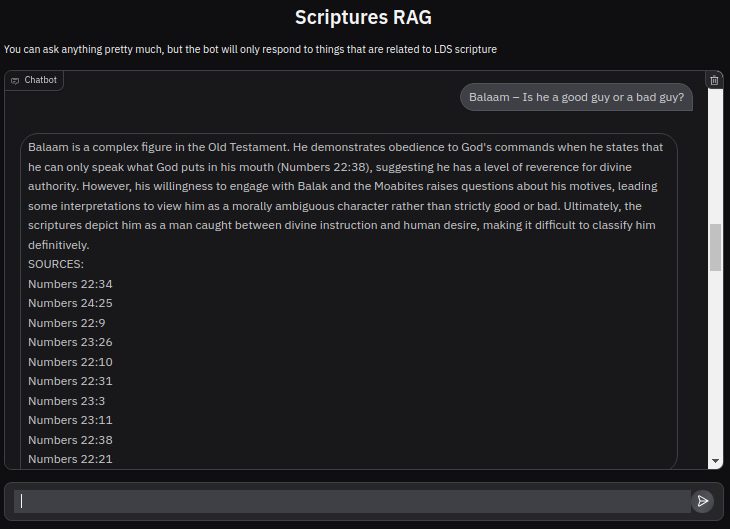 Scriptures RAG
You can ask anything pretty much, but the bot will only respond to things that are related to LDS scripture
Chatbot
Balaam – Is he a good guy or a bad guy?
Balaam is a complex figure in the Old Testament. He demonstrates obedience to God's commands when he states that
he can only speak what God puts in his mouth (Numbers 22:38), suggesting he has a level of reverence for divine
authority. However, his willingness to engage with Balak and the Moabites raises questions about his motives, leading
some interpretations to view him as a morally ambiguous character rather than strictly good or bad. Ultimately, the
scriptures depict him as a man caught between divine instruction and human desire, making it difficult to classify him
definitively.
SOURCES:
Numbers 22:34
Numbers 24:25
Numbers 22:9
Numbers 23:26
Numbers 22:10
Numbers 22:31
Numbers 23:3
Numbers 23:11
Numbers 22:38
Numbers 22:21